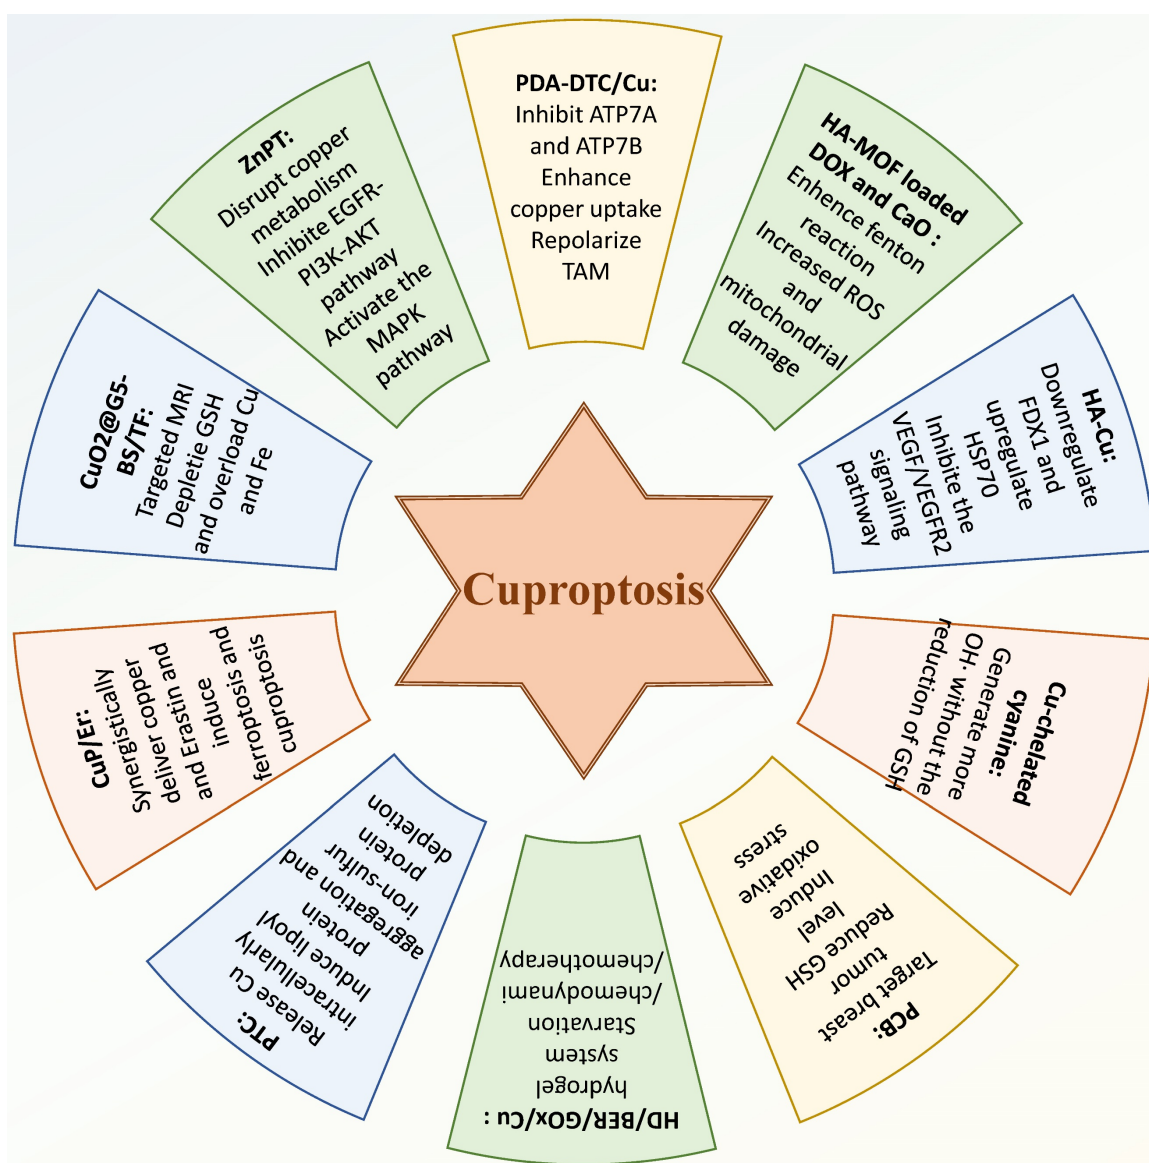 PDA-DTC/Cu:
Inhibit ATP7A
and ATP7B
Enhance
copper uptake
Repolarize
TAM
HA-MOF loaded
DOX and CaO :
Enhence fenton
reaction
Increased ROS
and
mitochondrial
damage
HA-Cu:
Downregulate
FDX1 and
upregulate
HSP70
Inhibite the
VEGF/VEGFR2
signaling
pathway
Cu-chelated
cyanine:
Generate more
OH· without the
reduction of GSH
PCB:
Target breast
tumor
Reduce GSH
level
Induce
oxidative
stress
HD/BER/GOx/Cu :
hydrogel
system
Starvation
/chemodynami
/chemotherapy
PTC:
Release Cu
intracellularly
Induce lipoyl
protein
aggregation and
iron-sulfur
protein
depletion
CuP/Er:
Synergistically
deliver copper
and Erastin and
induce
ferroptosis and
cuproptosis
CuO2@G5-
BS/TF:
Targeted MRI
Depletie GSH
and overload Cu
and Fe
ZnPT:
Disrupt copper
metabolism
Inhibite EGFR-
PI3K-AKT
pathway
Activate the
MAPK
pathway
Cuproptosis